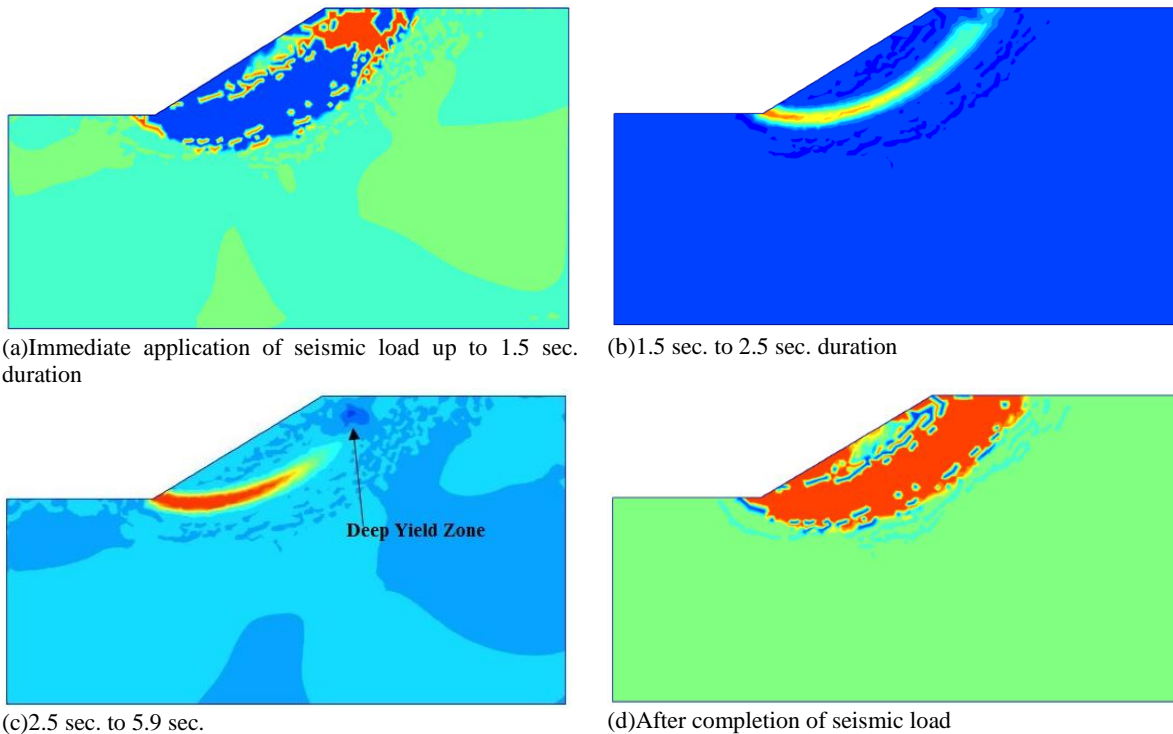 (a)Immediate application of seismic load up to 1.5 sec.
duration
(b)1.5 sec. to 2.5 sec. duration
Deep Yield Zone
(c)2.5 sec. to 5.9 sec.
(d)After completion of seismic load